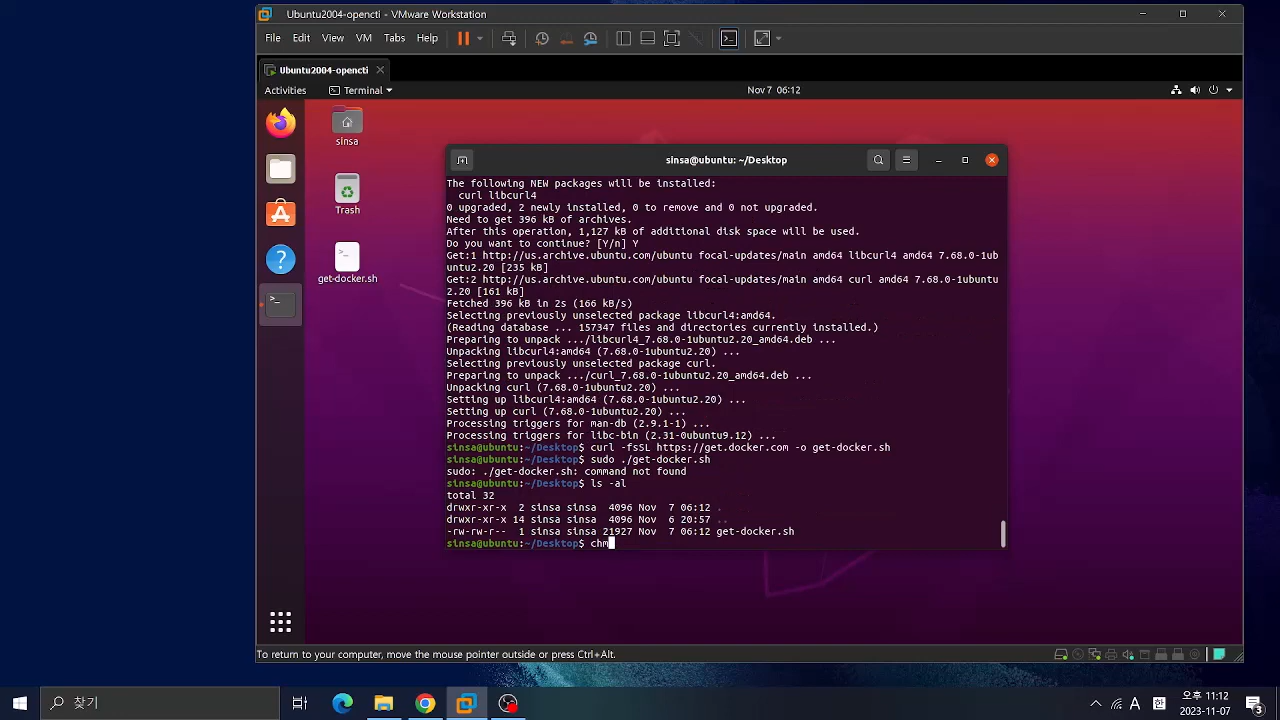 Ubuntu2004-opencti - VMware Workstation
File Edit View VM Tabs Help
Ubuntu2004-opencti
Activities Terminal Nov 7 06:12
sinsa
Trash
get-docker.sh
sinsa@ubuntu: ~/Desktop
The following NEW packages will be installed:
curl libcurl4
0 upgraded, 2 newly installed, 0 to remove and 0 not upgraded.
Need to get 396 kB of archives.
After this operation, 1,127 kB of additional disk space will be used.
Do you want to continue? [Y/n] Y
Get:1 http://us.archive.ubuntu.com/ubuntu focal-updates/main amd64 libcurl4 amd64 7.68.0-1ub
untu2.20 [235 kB]
Get:2 http://us.archive.ubuntu.com/ubuntu focal-updates/main amd64 curl amd64 7.68.0-1ubuntu
2.20 [161 kB]
Fetched 396 kB in 2s (166 kB/s)
Selecting previously unselected package libcurl4:amd64.
(Reading database ... 157347 files and directories currently installed.)
Preparing to unpack .../libcurl4_7.68.0-1ubuntu2.20_amd64.deb ...
Unpacking libcurl4:amd64 (7.68.0-1ubuntu2.20) ...
Selecting previously unselected package curl.
Preparing to unpack .../curl_7.68.0-1ubuntu2.20_amd64.deb ...
Unpacking curl (7.68.0-1ubuntu2.20) ...
Setting up libcurl4:amd64 (7.68.0-1ubuntu2.20) ...
Setting up curl (7.68.0-1ubuntu2.20) ...
Processing triggers for man-db (2.9.1-1) ...
Processing triggers for libc-bin (2.31-0ubuntu9.12) ...
sinsa@ubuntu:~/Desktop$ curl -fsSL https://get.docker.com -o get-docker.sh
sinsa@ubuntu:~/Desktop$ sudo ./get-docker.sh
sudo: ./get-docker.sh: command not found
sinsa@ubuntu:~/Desktop$ ls -al
total 32
drwxr-xr-x 2 sinsa sinsa 4096 Nov 7 06:12 .
drwxr-xr-x 14 sinsa sinsa 4096 Nov 6 20:57 ..
-rw-rw-r-- 1 sinsa sinsa 21927 Nov 7 06:12 get-docker.sh
sinsa@ubuntu:~/Desktop$ chm
To return to your computer, move the mouse pointer outside or press Ctrl+Alt.
찾기
A 한 오후 11:12
2023-11-07
3